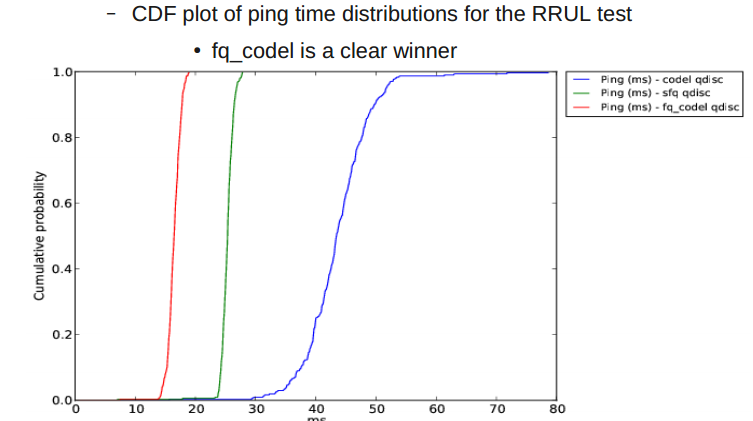 – CDF plot of ping time distributions for the RRUL test
• fq_codel is a clear winner
1.0
0.8
0.6
0.4
0.2
0.0
Cumulative probability
0 10 20 30 40 50 60 70 80
ms
Ping (ms) - codel qdisc
Ping (ms) - sfq qdisc
Ping (ms) - fq_codel qdisc